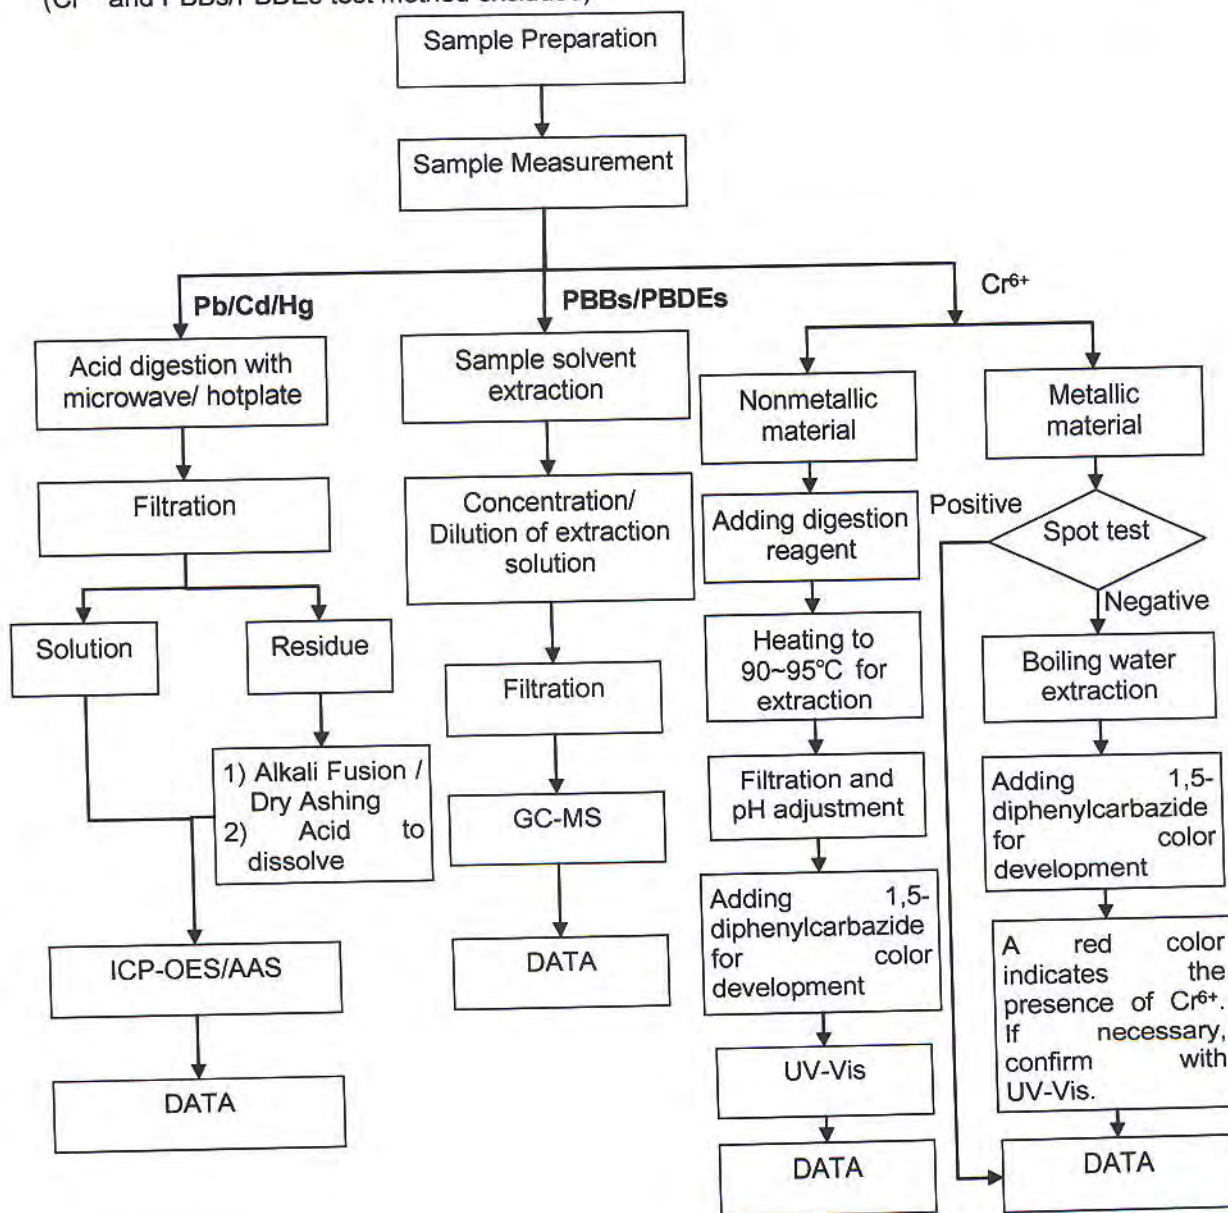 Sample Preparation
Sample Measurement
Pb/Cd/Hg
PBBs/PBDEs
Cr⁶⁺
Acid digestion with
microwave/ hotplate
Filtration
Solution
Residue
1) Alkali Fusion /
Dry Ashing
2) Acid to
dissolve
ICP-OES/AAS
DATA
Sample solvent
extraction
Concentration/
Dilution of extraction
solution
Filtration
GC-MS
DATA
Nonmetallic
material
Adding digestion
reagent
Heating to
90~95°C for
extraction
Filtration and
pH adjustment
Adding 1,5-
diphenylcarbazide
for color
development
UV-Vis
DATA
Metallic
material
Spot test
Positive
Negative
Boiling water
extraction
Adding 1,5-
diphenylcarbazide
for color
development
A red color
indicates the
presence of Cr⁶⁺.
If necessary,
confirm with
UV-Vis.
DATA